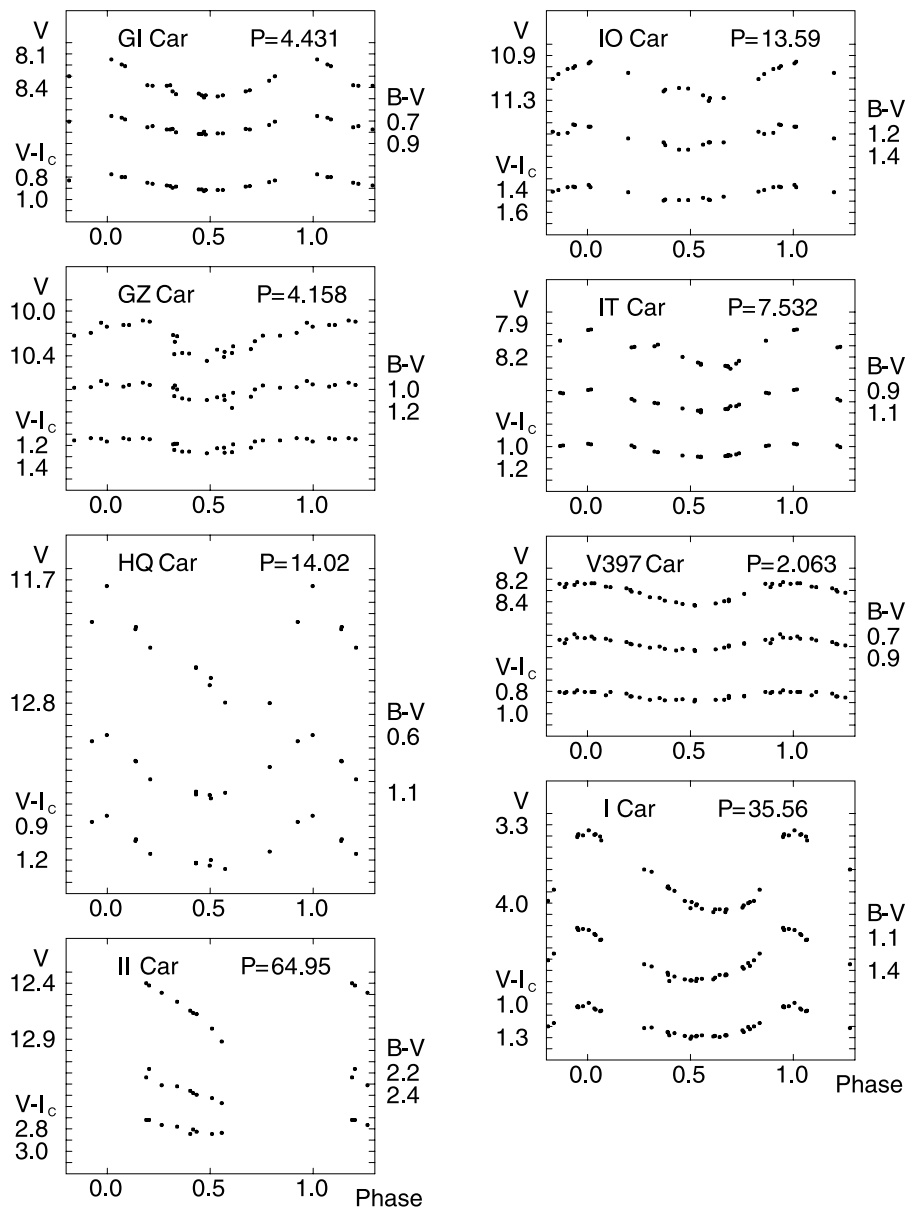 V
GI Car P=4.431
8.1
8.4
B-V
0.7
0.9
V-Ic
0.8
1.0
0.0 0.5 1.0
V
GZ Car P=4.158
10.0
10.4
B-V
1.0
1.2
V-Ic
1.2
1.4
0.0 0.5 1.0
V
HQ Car P=14.02
11.7
12.8
B-V
0.6
1.1
V-Ic
0.9
1.2
0.0 0.5 1.0
V
II Car P=64.95
12.4
12.9
B-V
2.2
2.4
V-Ic
2.8
3.0
0.0 0.5 1.0
Phase
V
IO Car P=13.59
10.9
11.3
B-V
1.2
1.4
V-Ic
1.4
1.6
0.0 0.5 1.0
V
IT Car P=7.532
7.9
8.2
B-V
0.9
1.1
V-Ic
1.0
1.2
0.0 0.5 1.0
V
V397 Car P=2.063
8.2
8.4
B-V
0.7
0.9
V-Ic
0.8
1.0
0.0 0.5 1.0
V
l Car P=35.56
3.3
4.0
B-V
1.1
1.4
V-Ic
1.0
1.3
0.0 0.5 1.0
Phase